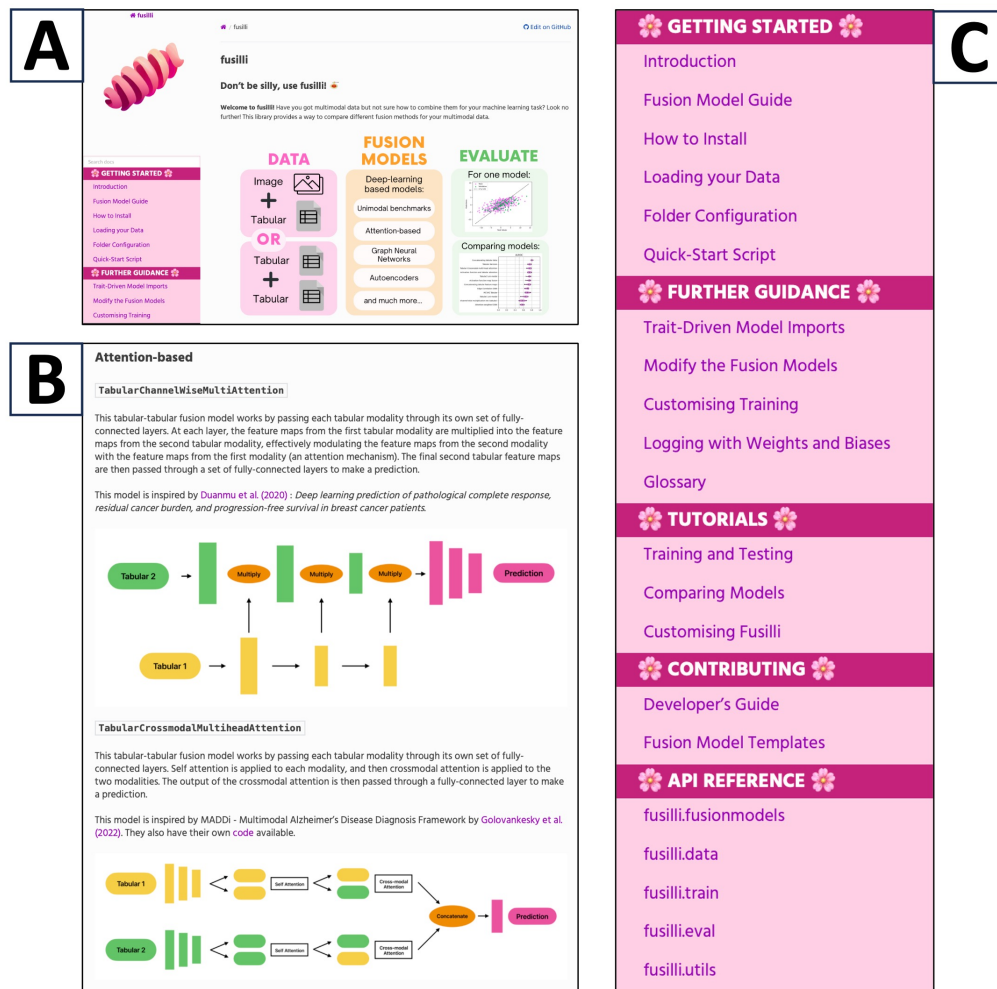 A
fusilli
/ fusilli
Edit on GitHub
fusilli
Don't be silly, use fusilli!
Welcome to fusilli! Have you got multimodal data but not sure how to combine them for your machine learning task? Look no
further! This library provides a way to compare different fusion methods for your multimodal data.
Search docs
GETTING STARTED
Introduction
Fusion Model Guide
How to Install
Loading your Data
Folder Configuration
Quick-Start Script
FURTHER GUIDANCE
Trait-Driven Model Imports
Modify the Fusion Models
Customising Training
DATA
Image
+
Tabular
OR
Tabular
+
Tabular
FUSION
MODELS
Deep-learning
based models:
Unimodal benchmarks
Attention-based
Graph Neural
Networks
Autoencoders
and much more...
EVALUATE
For one model:
Comparing models:
B
Attention-based
TabularChannelWiseMultiAttention
This tabular-tabular fusion model works by passing each tabular modality through its own set of fully-
connected layers. At each layer, the feature maps from the first tabular modality are multiplied into the feature
maps from the second tabular modality, effectively modulating the feature maps from the second modality
with the feature maps from the first modality (an attention mechanism). The final second tabular feature maps
are then passed through a set of fully-connected layers to make a prediction.
This model is inspired by Duanmu et al. (2020) : Deep learning prediction of pathological complete response,
residual cancer burden, and progression-free survival in breast cancer patients.
Tabular 2
Multiply
Multiply
Multiply
Prediction
Tabular 1
TabularCrossmodalMultiheadAttention
This tabular-tabular fusion model works by passing each tabular modality through its own set of fully-
connected layers. Self attention is applied to each modality, and then crossmodal attention is applied to the
two modalities. The output of the crossmodal attention is then passed through a fully-connected layer to make
a prediction.
This model is inspired by MADDi - Multimodal Alzheimer's Disease Diagnosis Framework by Golovankesky et al.
(2022). They also have their own code available.
Tabular 1
Self Attention
Cross-modal
Attention
Concatenate
Prediction
Tabular 2
Self Attention
Cross-modal
Attention
C
GETTING STARTED
Introduction
Fusion Model Guide
How to Install
Loading your Data
Folder Configuration
Quick-Start Script
FURTHER GUIDANCE
Trait-Driven Model Imports
Modify the Fusion Models
Customising Training
Logging with Weights and Biases
Glossary
TUTORIALS
Training and Testing
Comparing Models
Customising Fusilli
CONTRIBUTING
Developer's Guide
Fusion Model Templates
API REFERENCE
fusilli.fusionmodels
fusilli.data
fusilli.train
fusilli.eval
fusilli.utils